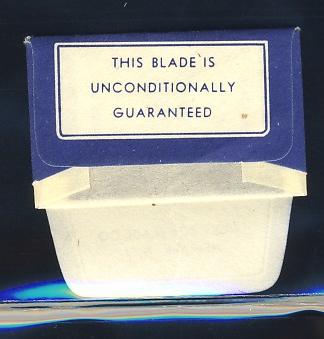 THIS BLADE IS
UNCONDITIONALLY
GUARANTEED